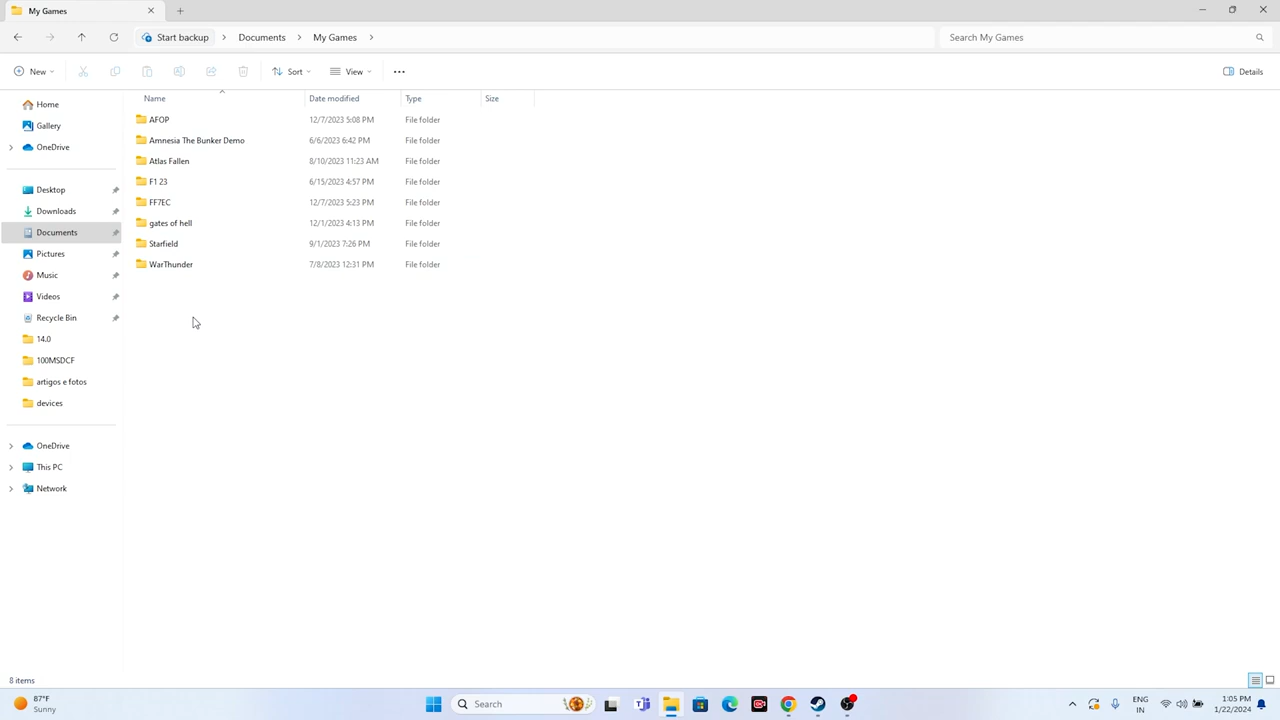 My Games
Start backup Documents My Games
Search My Games
New Sort View Details
Name Date modified Type Size
AFOP 12/7/2023 5:08 PM File folder
Amnesia The Bunker Demo 6/6/2023 6:42 PM File folder
Atlas Fallen 8/10/2023 11:23 AM File folder
F1 23 6/15/2023 4:57 PM File folder
FF7EC 12/7/2023 5:23 PM File folder
gates of hell 12/1/2023 4:13 PM File folder
Starfield 9/1/2023 7:26 PM File folder
WarThunder 7/8/2023 12:31 PM File folder
Home
Gallery
OneDrive
Desktop
Downloads
Documents
Pictures
Music
Videos
Recycle Bin
14.0
100MSDCF
artigos e fotos
devices
OneDrive
This PC
Network
8 items
87°F
Sunny
Search
ENG
IN
1:05 PM
1/22/2024